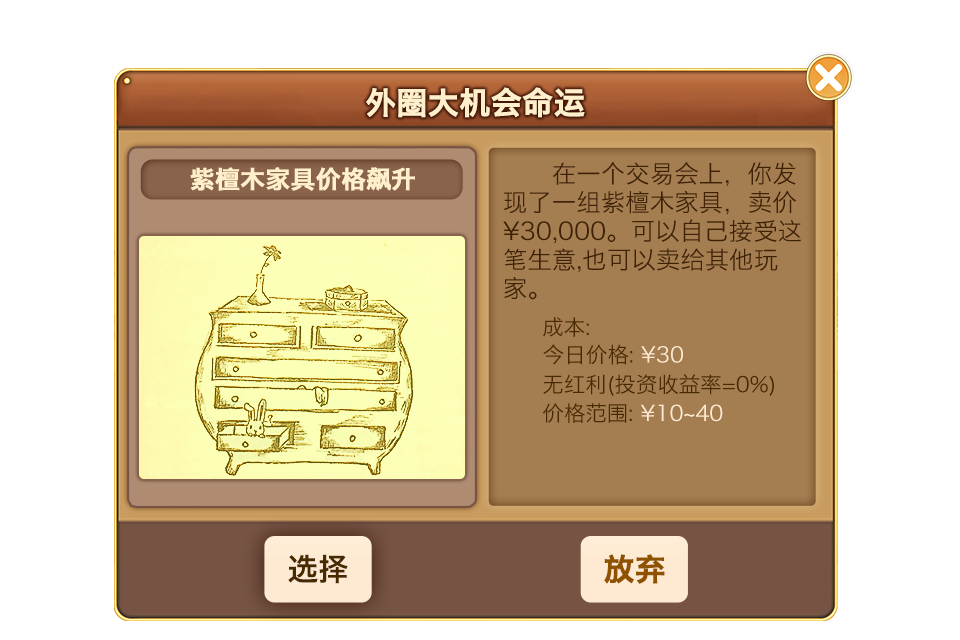 外圈大机会命运
紫檀木家具价格飙升
在一个交易会上，你发
现了一组紫檀木家具，卖价
¥30,000。可以自己接受这
笔生意,也可以卖给其他玩
家。
成本:
今日价格: ¥30
无红利(投资收益率=0%)
价格范围: ¥10~40
选择
放弃